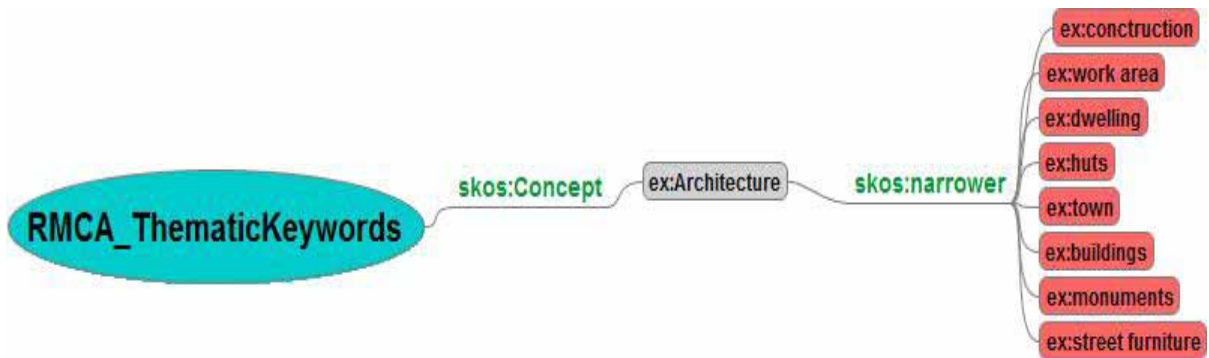 RMCA_ThematicKeywords
skos:Concept
ex:Architecture
skos:narrower
ex:conctruction
ex:work area
ex:dwelling
ex:huts
ex:town
ex:buildings
ex:monuments
ex:street furniture